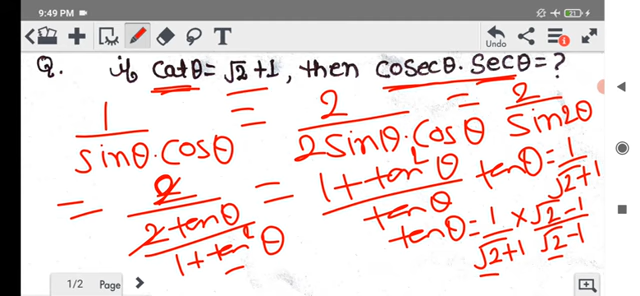 9:49 PM 23
Undo
Q. if catθ = √2 + 1, then cosecθ. secθ = ?
1 / sinθ.cosθ = 2 / 2sinθ.cosθ = 2 / sin2θ
= 2 / (2tanθ / 1+tan²θ) = 1+tan²θ / tanθ
tanθ = 1 / √2+1
tanθ = 1 / √2+1 × √2-1 / √2-1
1/2 Page